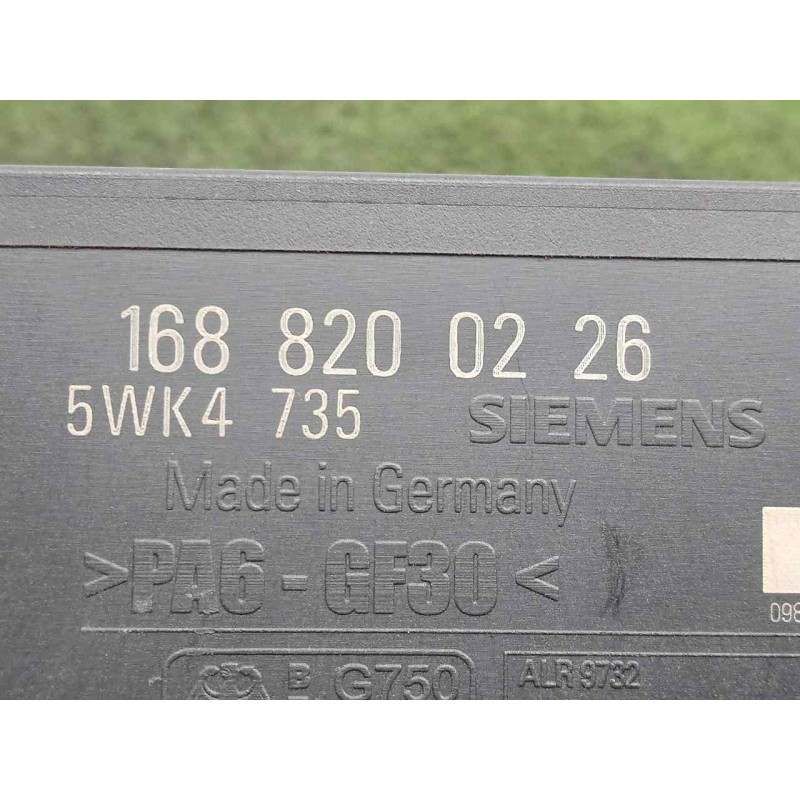 168 820 02 26
5WK4 735 SIEMENS
Made in Germany
>PA6-GF30<
098
B G750 ALR 9732